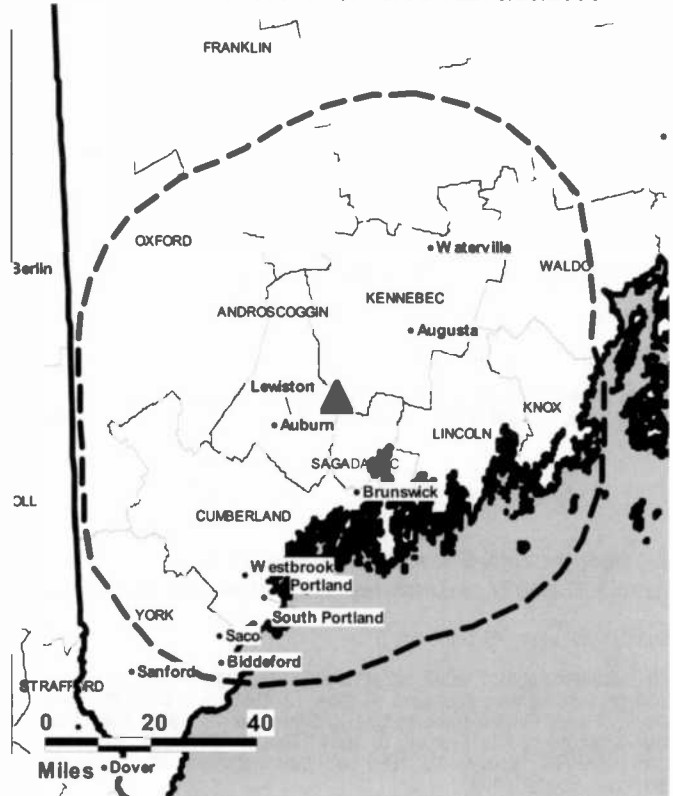 FRANKLIN
OXFORD
Waterville
Berlin
WALDO
KENNEBEC
ANDROSCOGGIN
Augusta
Lewiston
KNOX
Auburn
LINCOLN
SAGADAHOC
Brunswick
CUMBERLAND
Westbrook
Portland
YORK
South Portland
Saco
Biddeford
Sanford
STRAFFORD
0 20 40
Miles
Dover